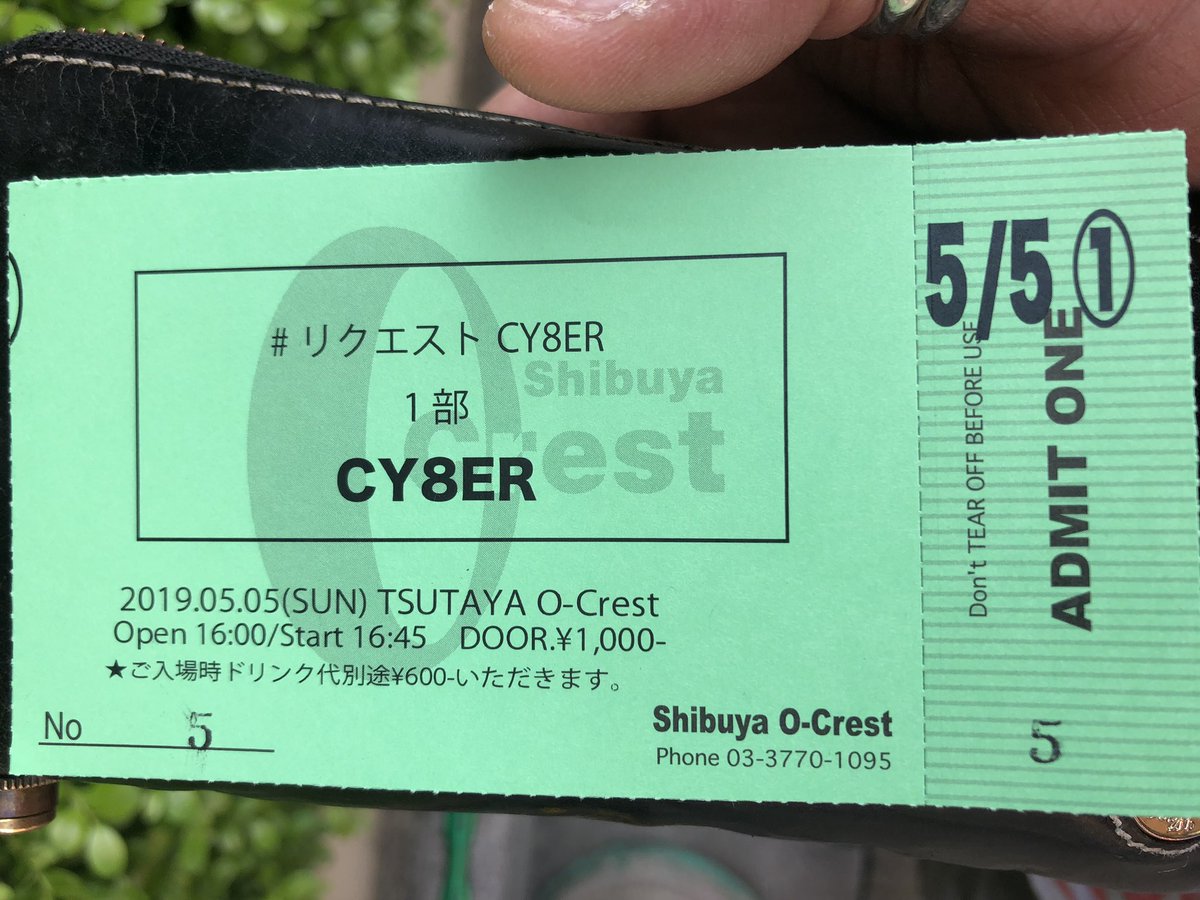 # リクエスト CY8ER
1 部
CY8ER
Shibuya
O
crest
2019.05.05(SUN) TSUTAYA O-Crest
Open 16:00/Start 16:45 DOOR.¥1,000-
★ご入場時ドリンク代別途¥600-いただきます。
No 5
Shibuya O-Crest
Phone 03-3770-1095
5/5 ①
Don't TEAR OFF BEFORE USE
ADMIT ONE
5